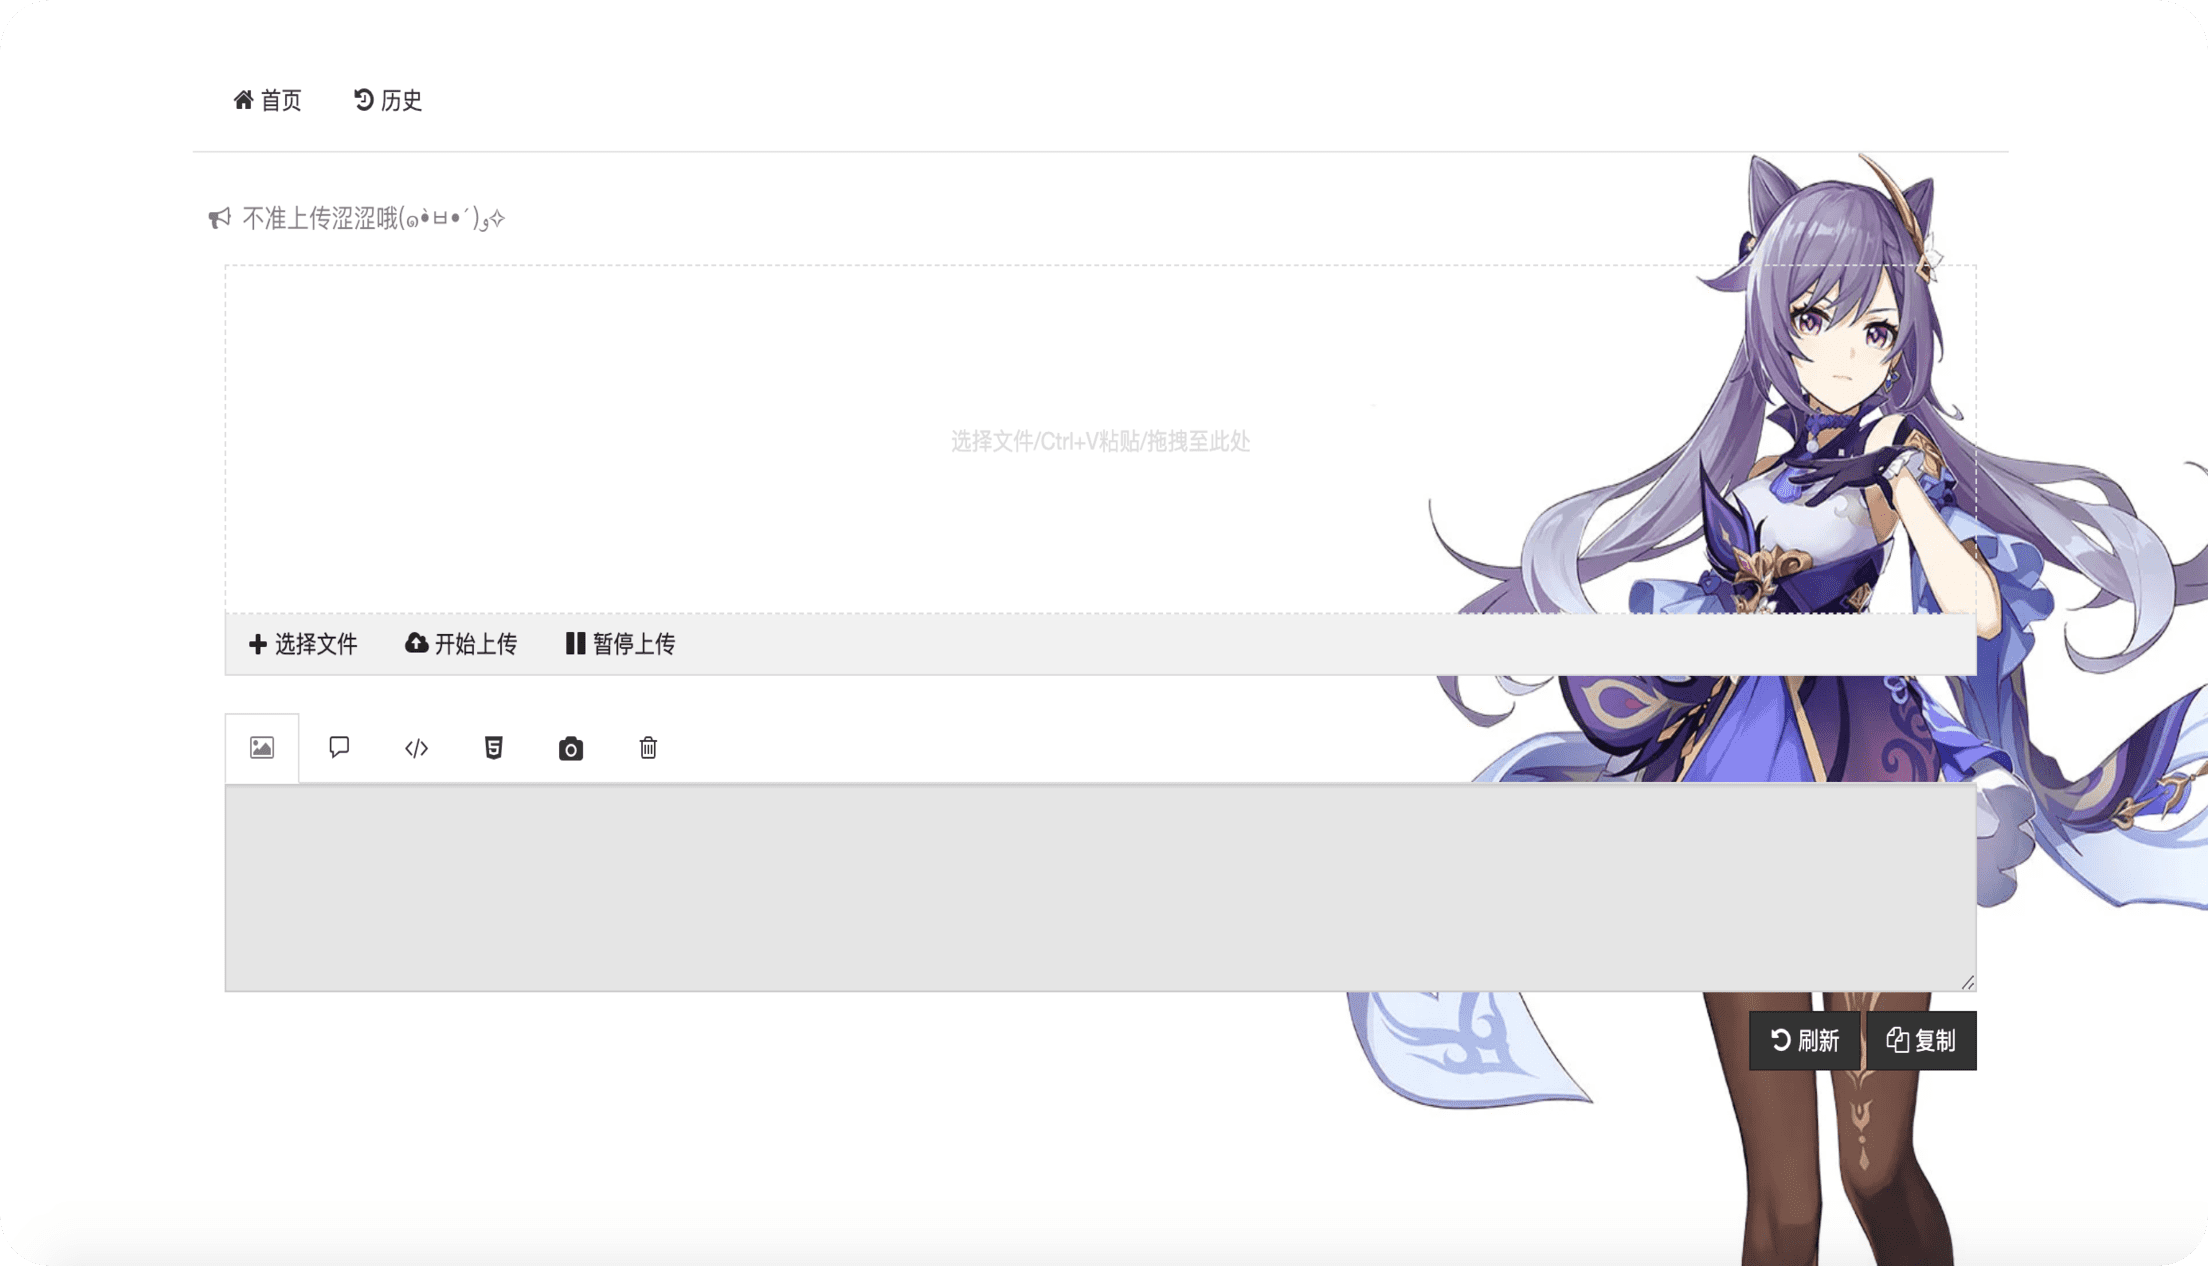 首页 历史
不准上传涩涩哦(๑•̀ㅂ•́)و✧
选择文件/Ctrl+V粘贴/拖拽至此处
选择文件 开始上传 暂停上传
刷新 复制